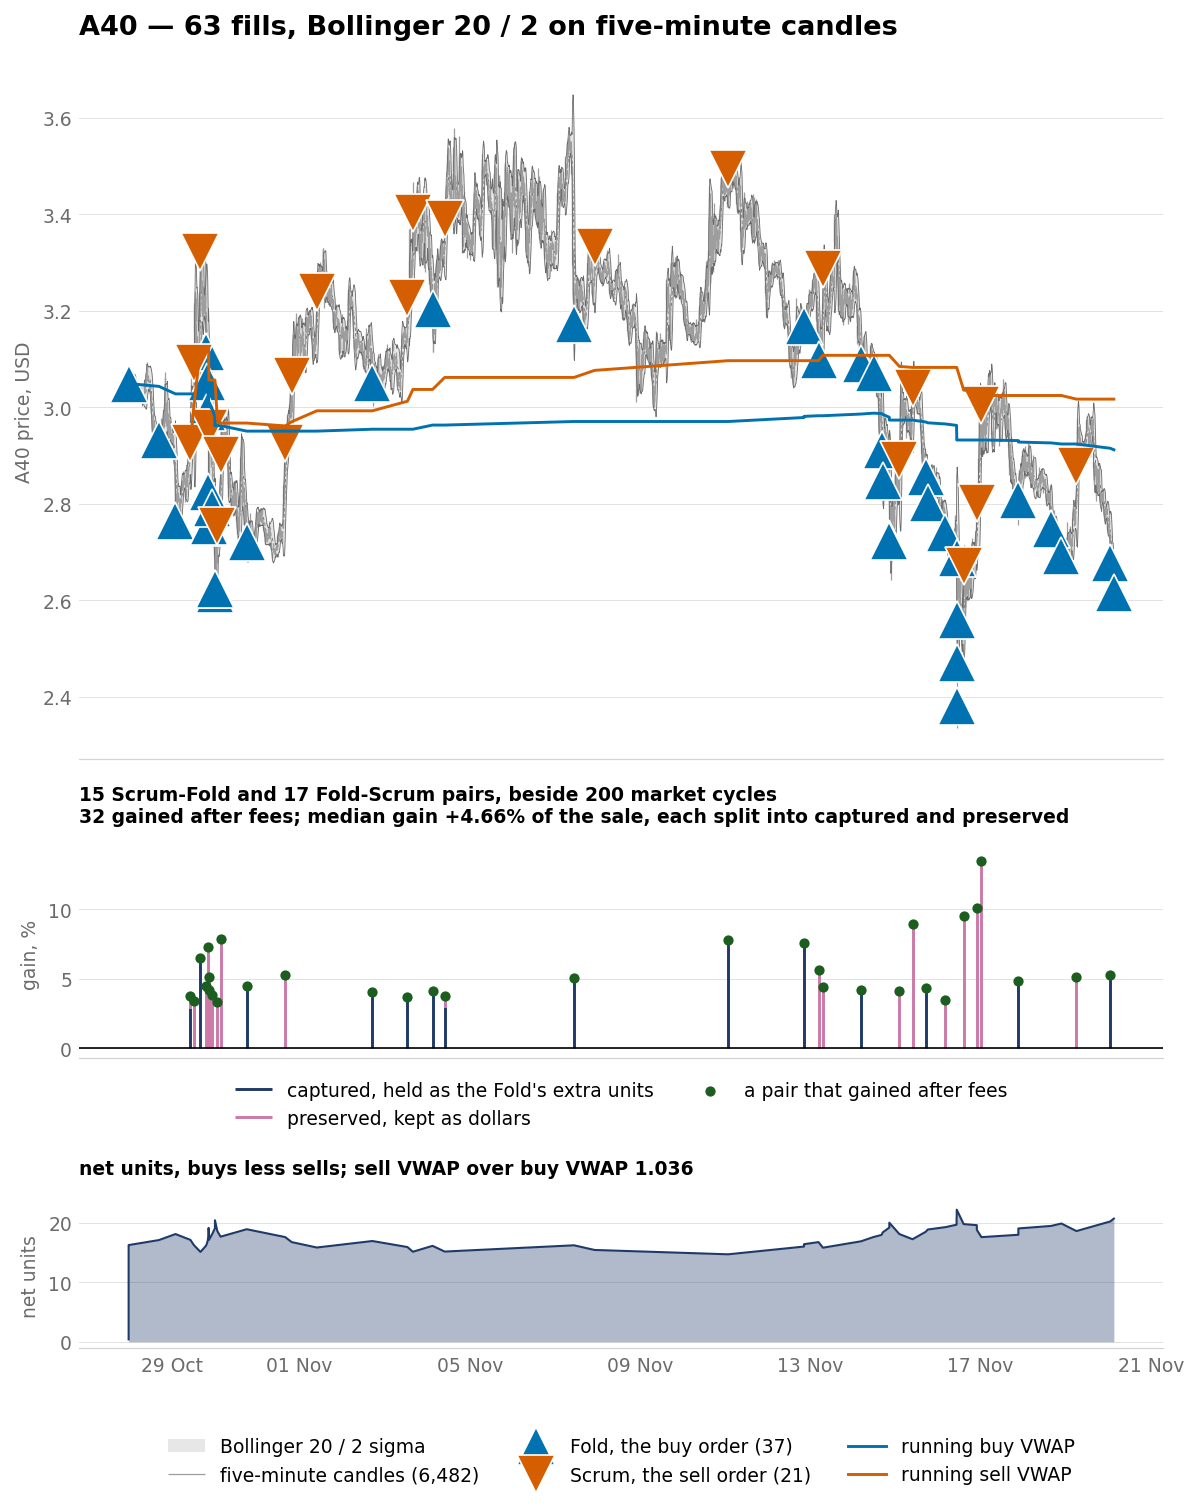 A40 — 63 fills, Bollinger 20 / 2 on five-minute candles
A40 price, USD
3.6
3.4
3.2
3.0
2.8
2.6
2.4
15 Scrum-Fold and 17 Fold-Scrum pairs, beside 200 market cycles
32 gained after fees; median gain +4.66% of the sale, each split into captured and preserved
gain, %
10
5
0
captured, held as the Fold's extra units
preserved, kept as dollars
a pair that gained after fees
net units, buys less sells; sell VWAP over buy VWAP 1.036
net units
20
10
0
29 Oct
01 Nov
05 Nov
09 Nov
13 Nov
17 Nov
21 Nov
Bollinger 20 / 2 sigma
five-minute candles (6,482)
Fold, the buy order (37)
Scrum, the sell order (21)
running buy VWAP
running sell VWAP